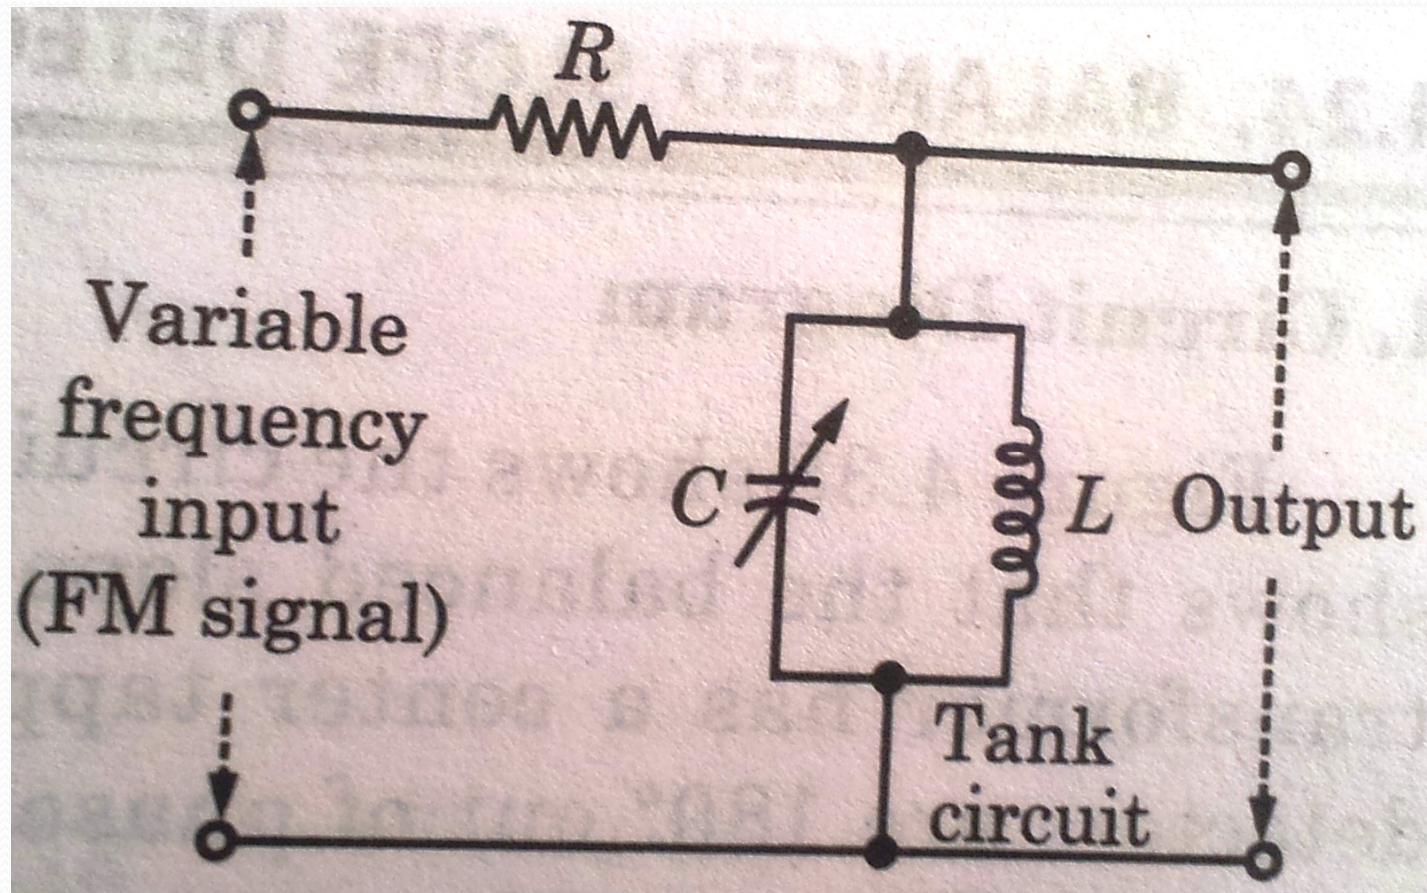 R
Variable
frequency
input
(FM signal)
C
L
Output
Tank
circuit